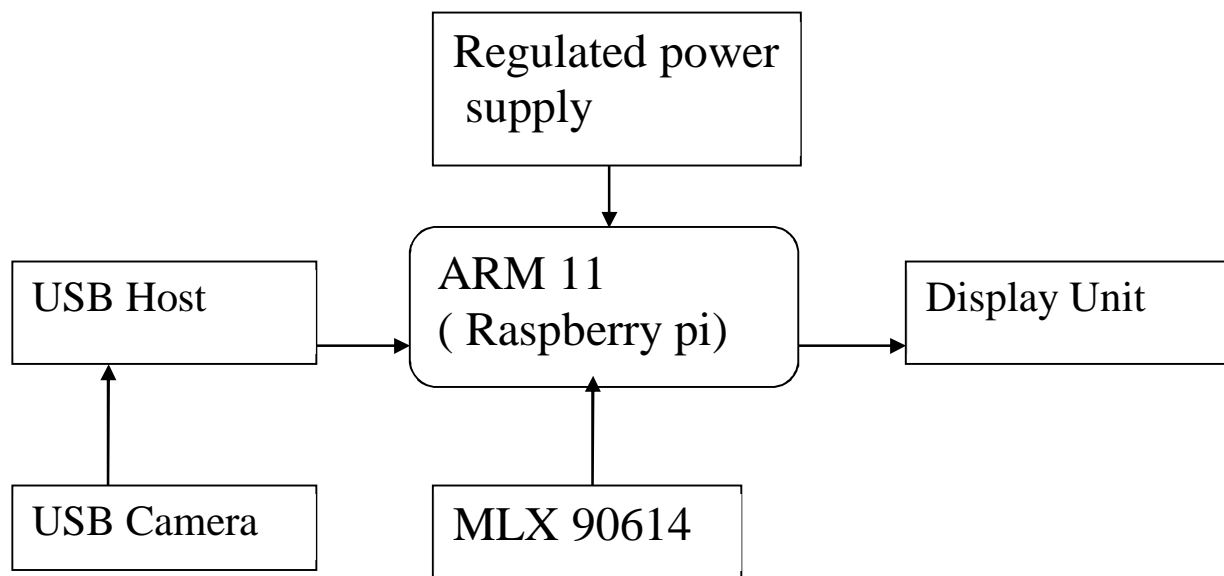 Regulated power
supply
ARM 11
( Raspberry pi)
USB Host
Display Unit
USB Camera
MLX 90614